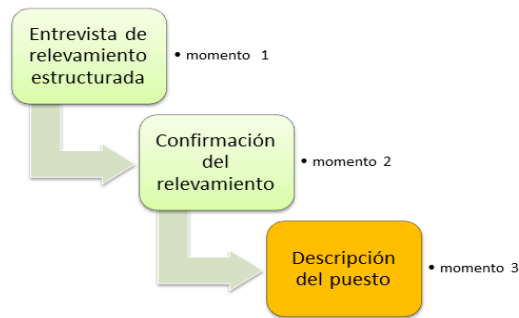 Entrevista de
relevamiento
estructurada
• momento 1
Confirmación
del
relevamiento
• momento 2
Descripción
del puesto
• momento 3